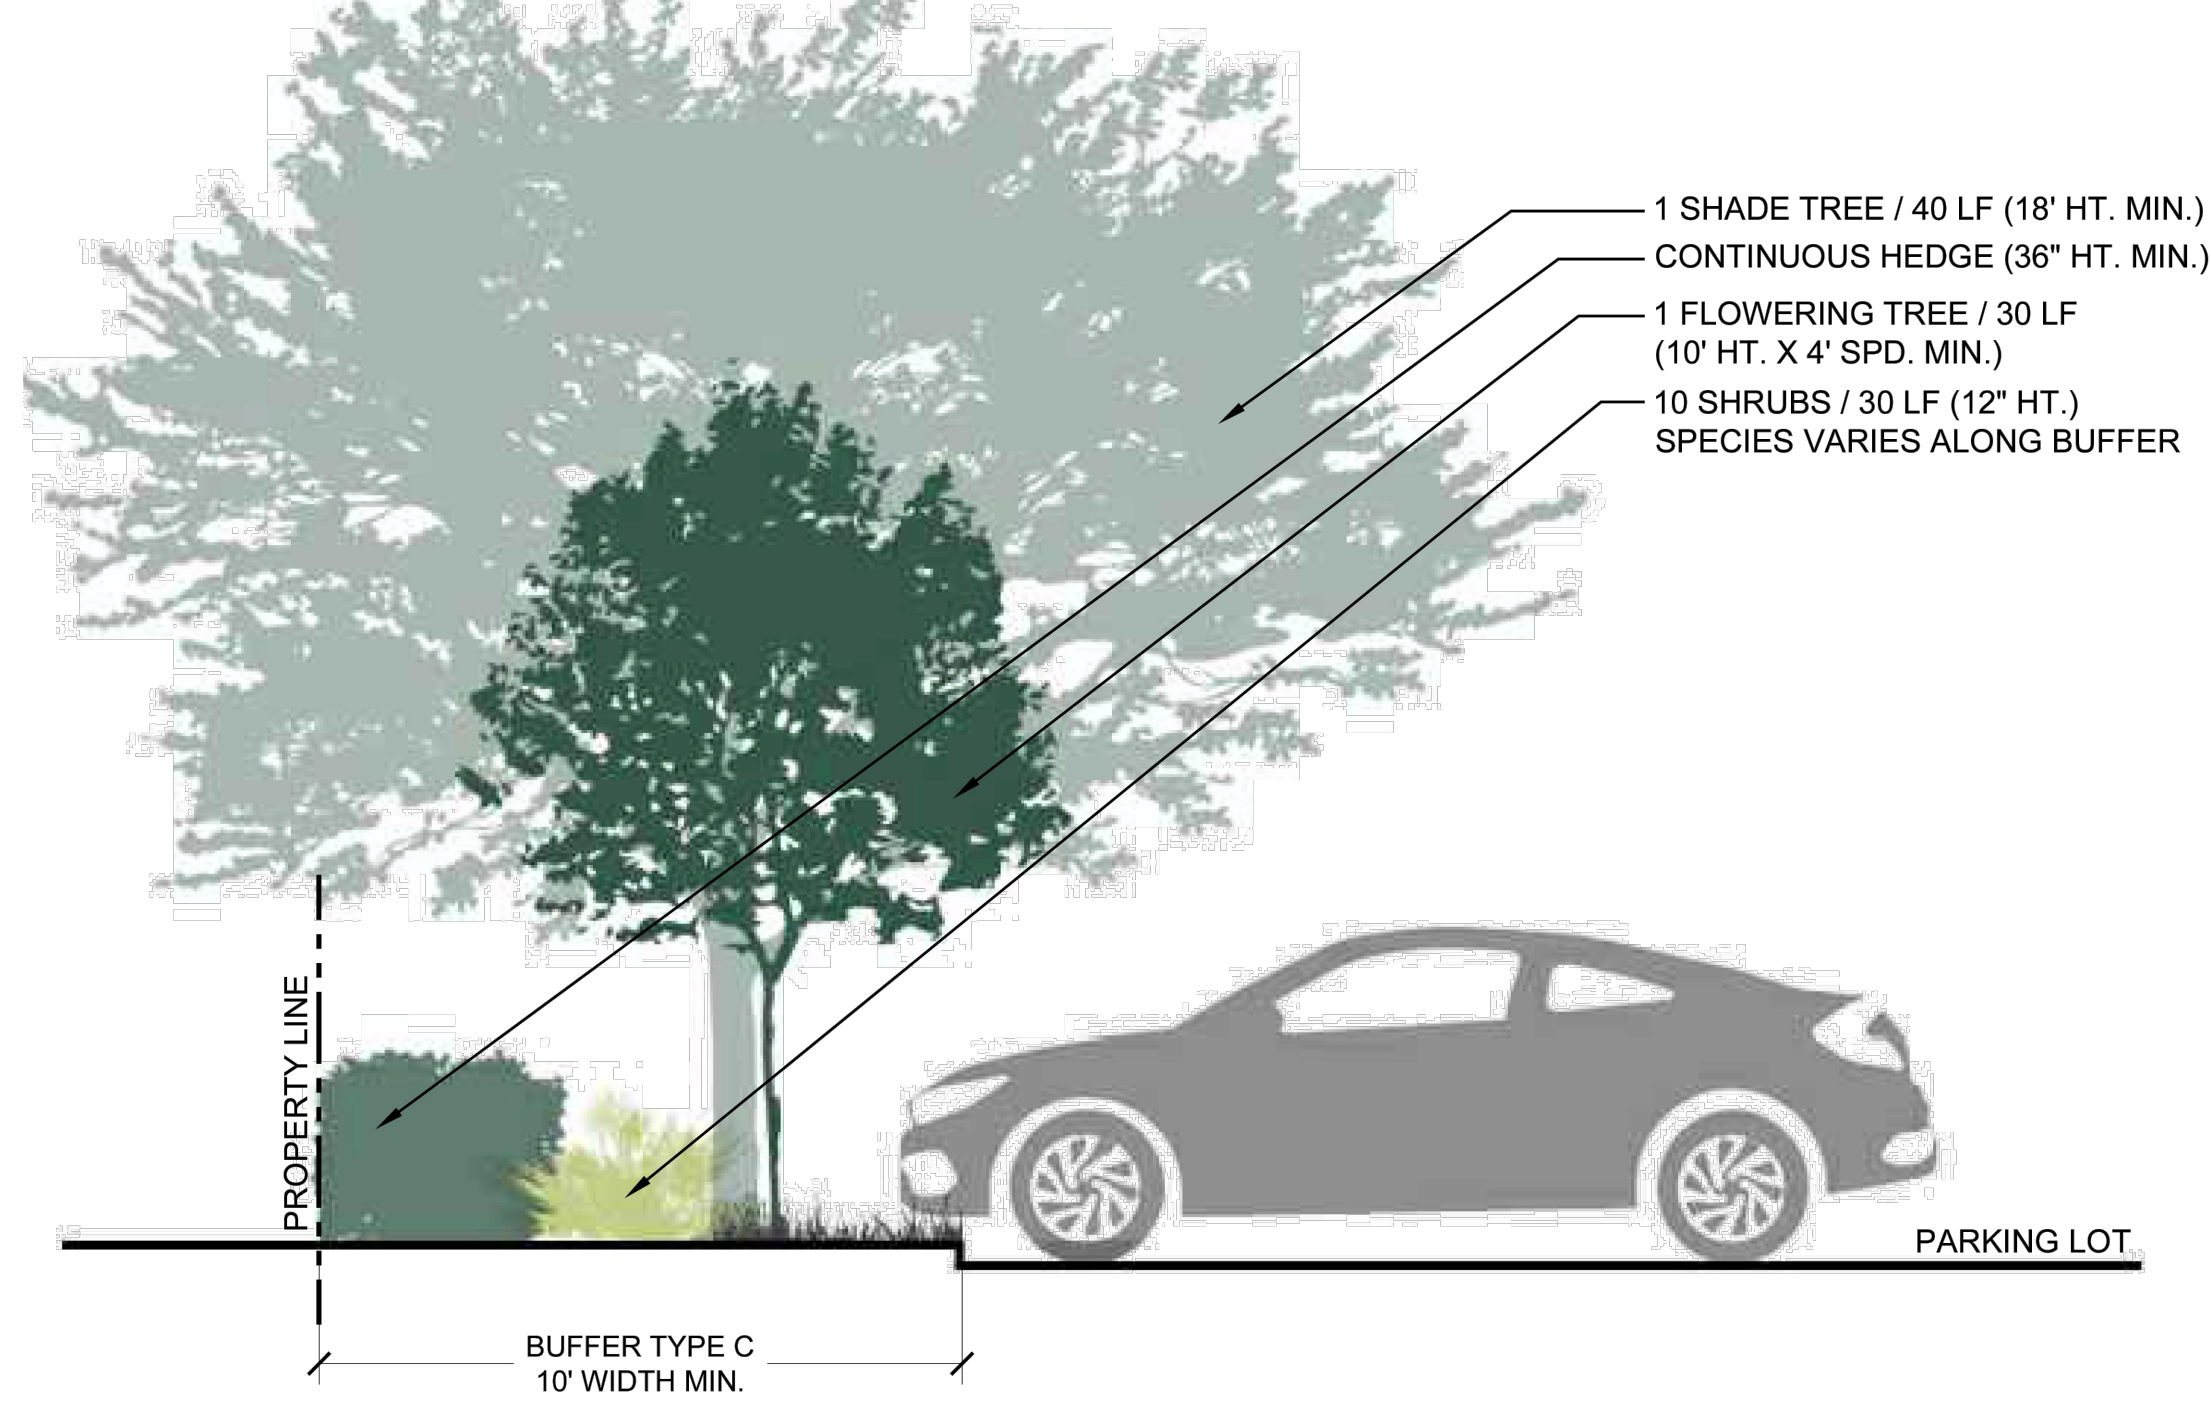 1 SHADE TREE / 40 LF (18' HT. MIN.)
CONTINUOUS HEDGE (36" HT. MIN.)
1 FLOWERING TREE / 30 LF
(10' HT. X 4' SPD. MIN.)
10 SHRUBS / 30 LF (12" HT.)
SPECIES VARIES ALONG BUFFER
PROPERTY LINE
PARKING LOT
BUFFER TYPE C
10' WIDTH MIN.